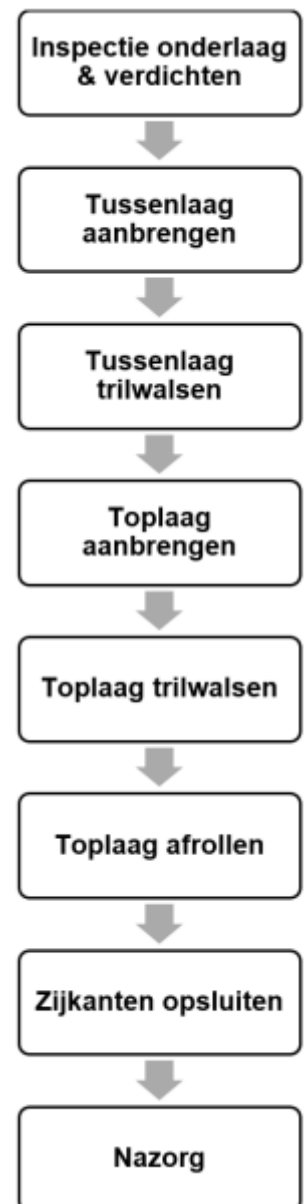 Inspectie onderlaag
& verdichten
Tussenlaag
aanbrengen
Tussenlaag
trilwalsen
Toplaag
aanbrengen
Toplaag trilwalsen
Toplaag afrollen
Zijkanten opsluiten
Nazorg